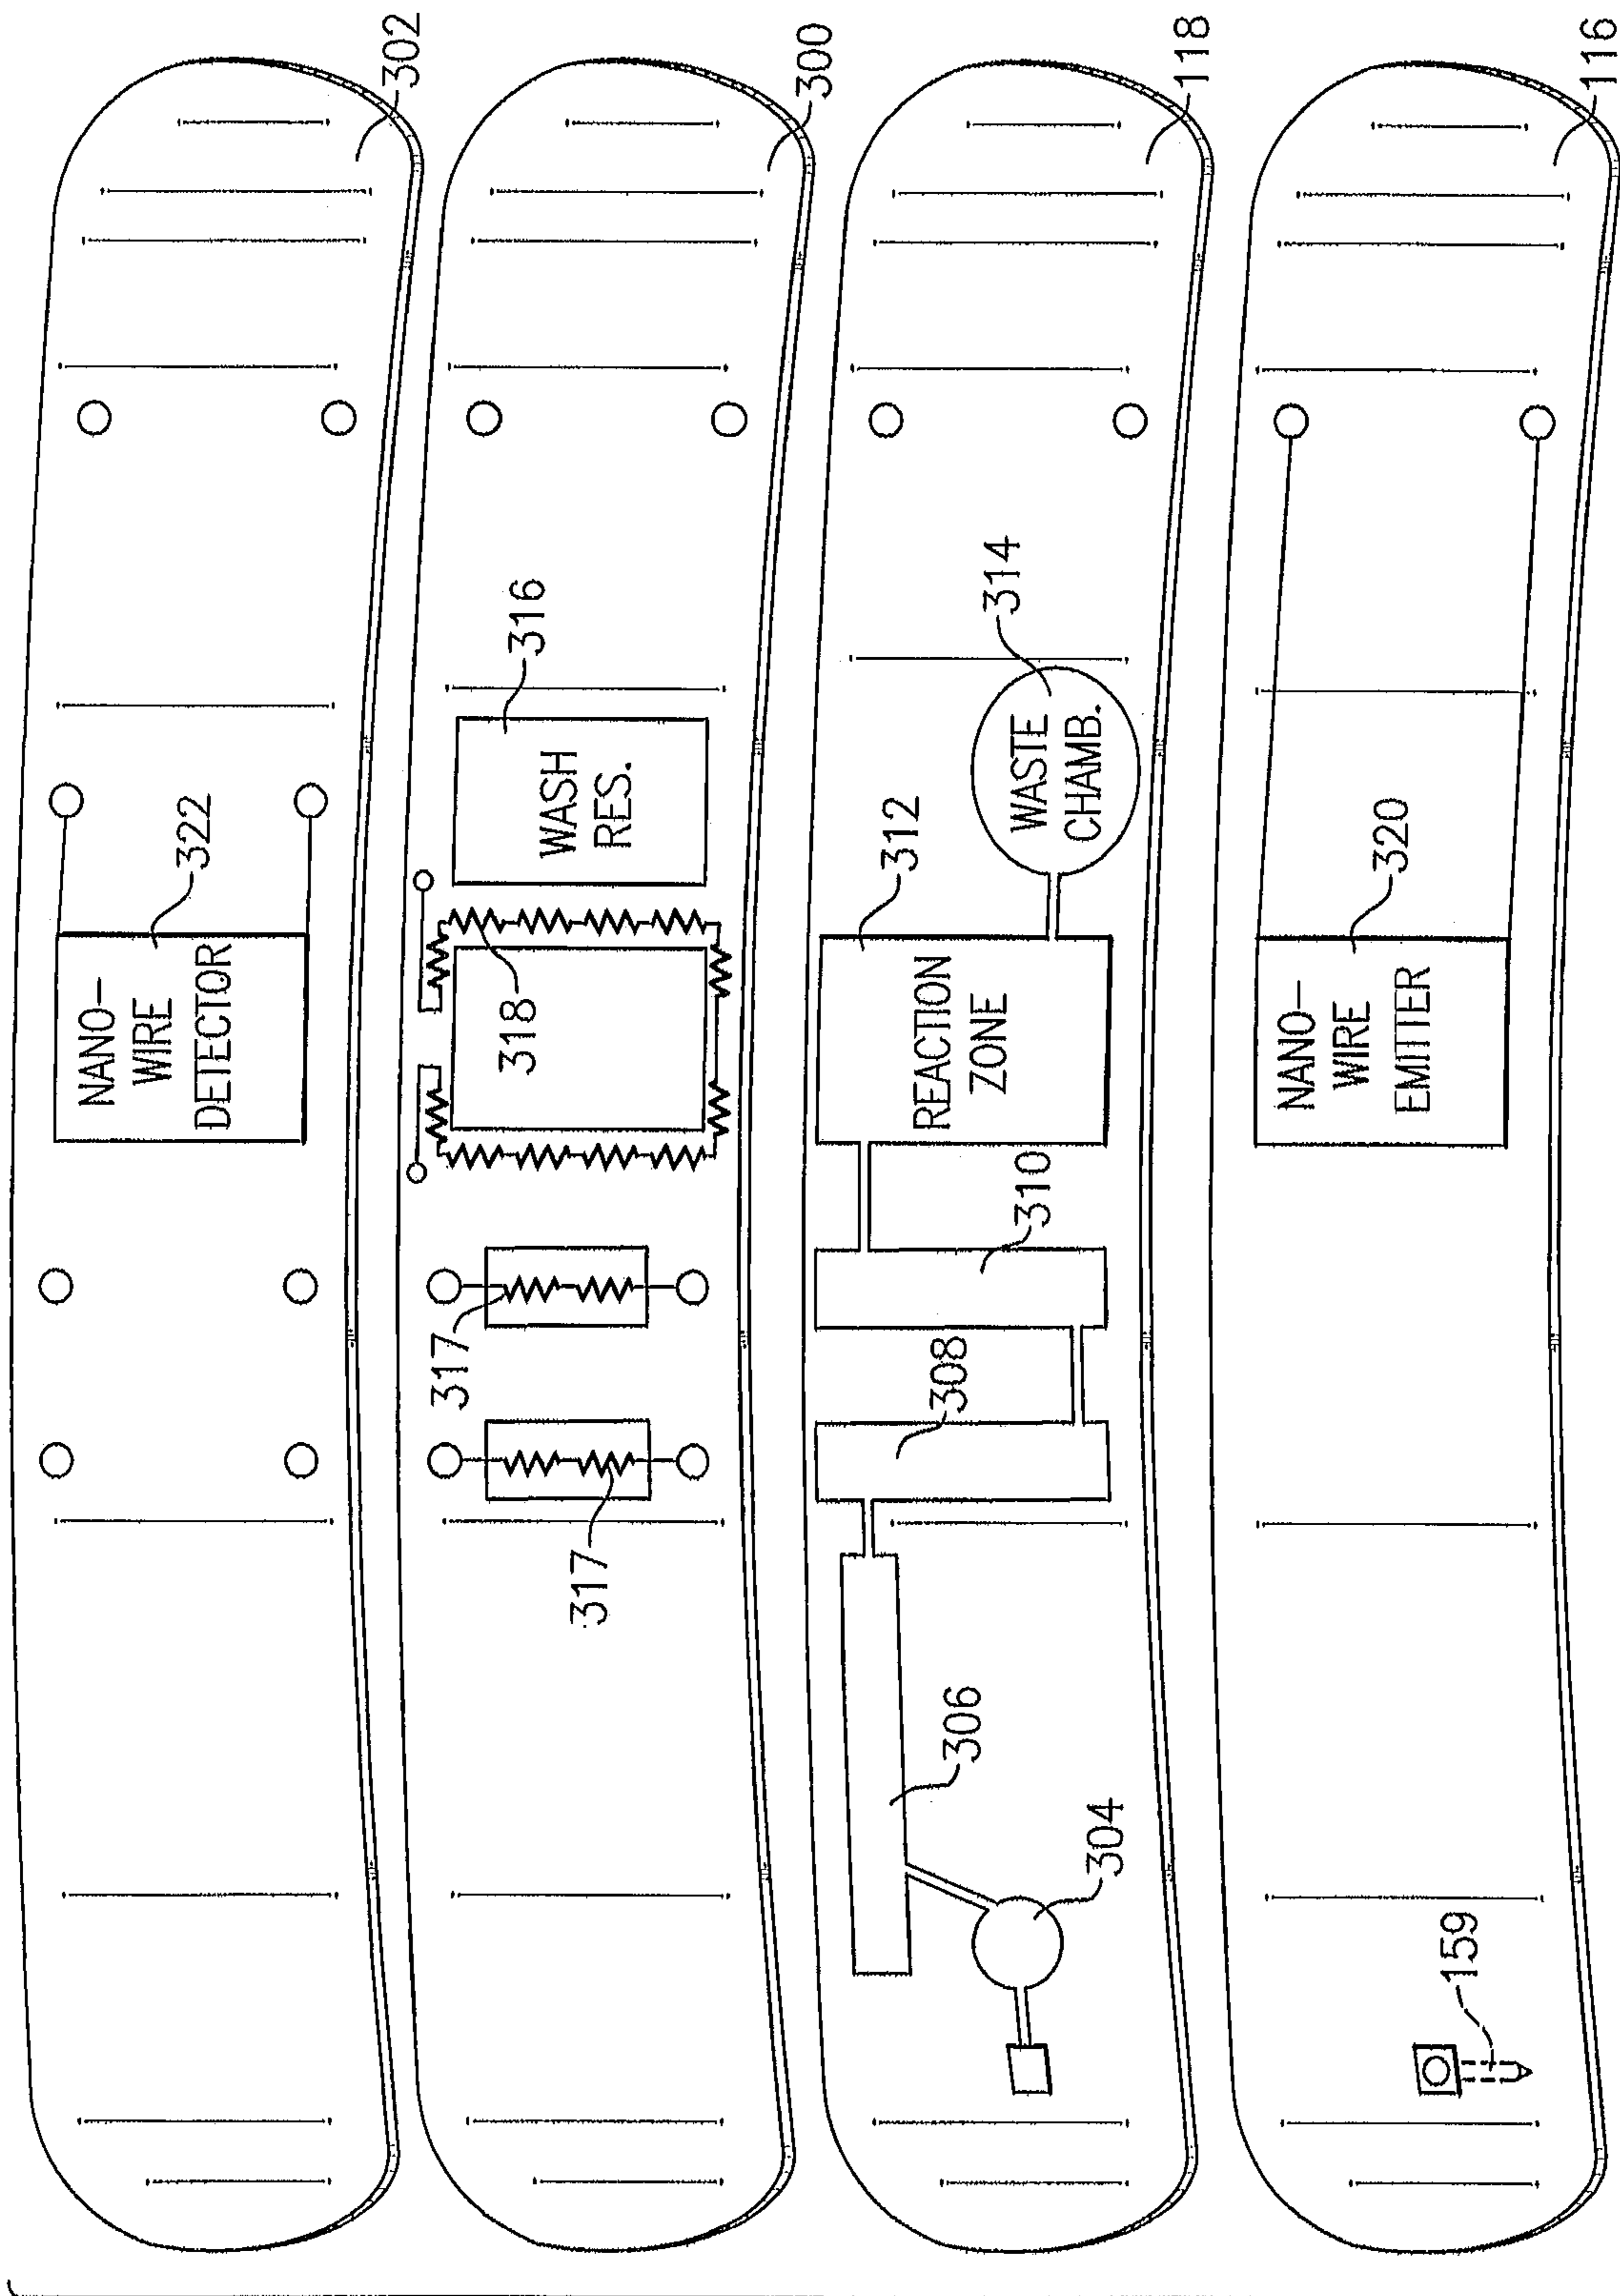 302
NANO-
WIRE
DETECTOR
322
300
316
WASH
RES.
318
317
317
118
314
WASTE
CHAMB.
312
REACTION
ZONE
310
308
306
304
116
320
NANO-
WIRE
EMITTER
159